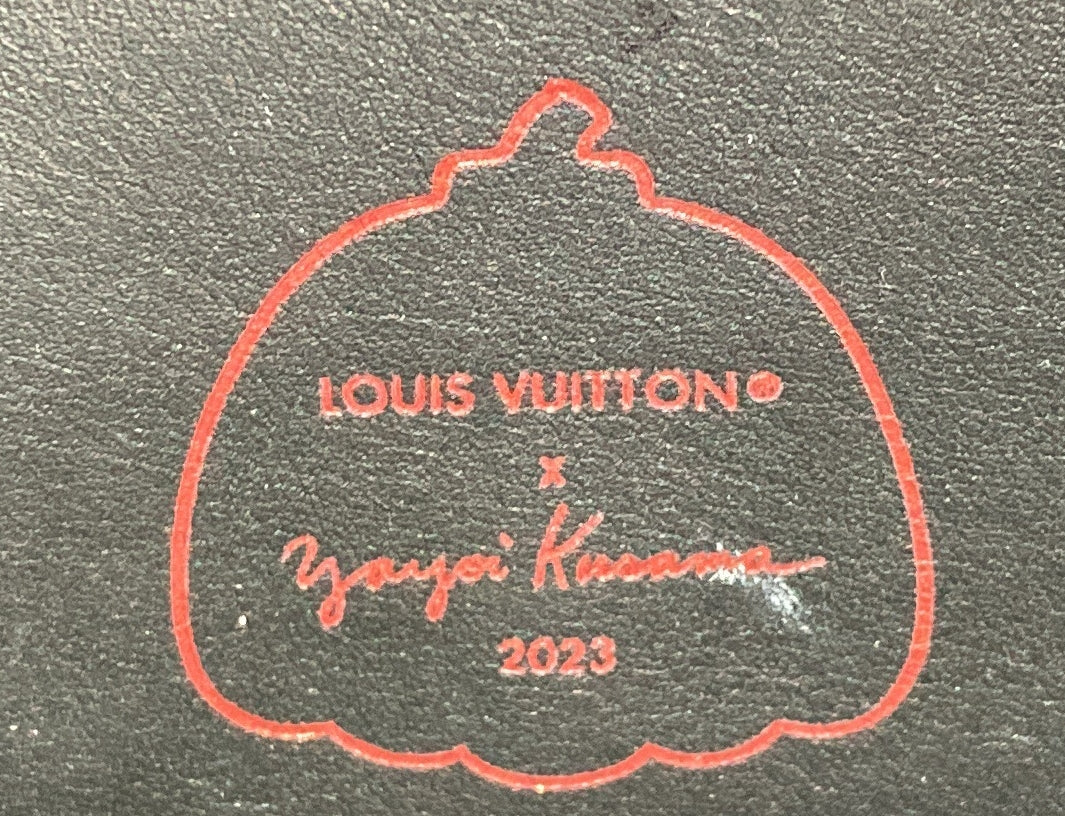 LOUIS VUITTON®
x
Yayoi Kusama
2023